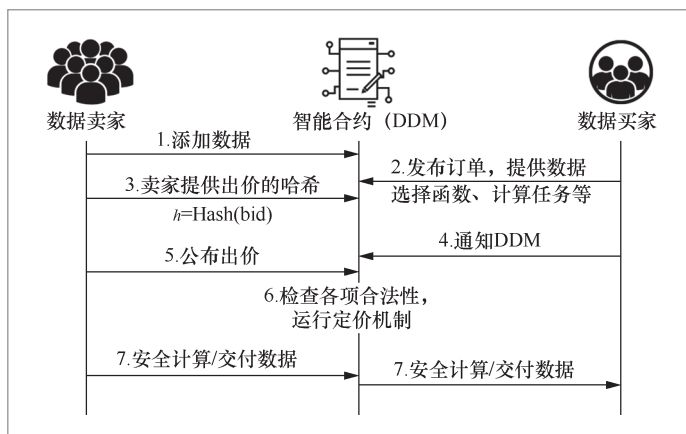 数据卖家
智能合约（DDM）
数据买家
1.添加数据
2.发布订单，提供数据
选择函数、计算任务等
3.卖家提供出价的哈希
h=Hash(bid)
4.通知DDM
5.公布出价
6.检查各项合法性，
运行定价机制
7.安全计算/交付数据
7.安全计算/交付数据